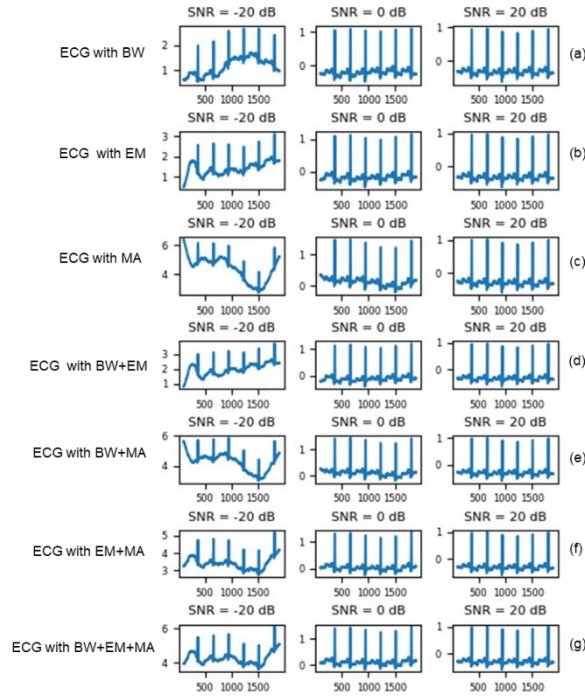 SNR = -20 dB SNR = 0 dB SNR = 20 dB
ECG with BW
2
1
1
0
1
0
(a)
500 1000 1500 500 1000 1500 500 1000 1500
SNR = -20 dB SNR = 0 dB SNR = 20 dB
ECG with EM
3
2
1
1
0
1
0
(b)
500 1000 1500 500 1000 1500 500 1000 1500
SNR = -20 dB SNR = 0 dB SNR = 20 dB
ECG with MA
6
4
1
0
1
0
(c)
500 1000 1500 500 1000 1500 500 1000 1500
SNR = -20 dB SNR = 0 dB SNR = 20 dB
ECG with BW+EM
3
2
1
1
0
1
0
(d)
500 1000 1500 500 1000 1500 500 1000 1500
SNR = -20 dB SNR = 0 dB SNR = 20 dB
ECG with BW+MA
6
4
1
0
1
0
(e)
500 1000 1500 500 1000 1500 500 1000 1500
SNR = -20 dB SNR = 0 dB SNR = 20 dB
ECG with EM+MA
5
4
3
1
0
1
0
(f)
500 1000 1500 500 1000 1500 500 1000 1500
SNR = -20 dB SNR = 0 dB SNR = 20 dB
ECG with BW+EM+MA
6
4
1
0
1
0
(g)
500 1000 1500 500 1000 1500 500 1000 1500